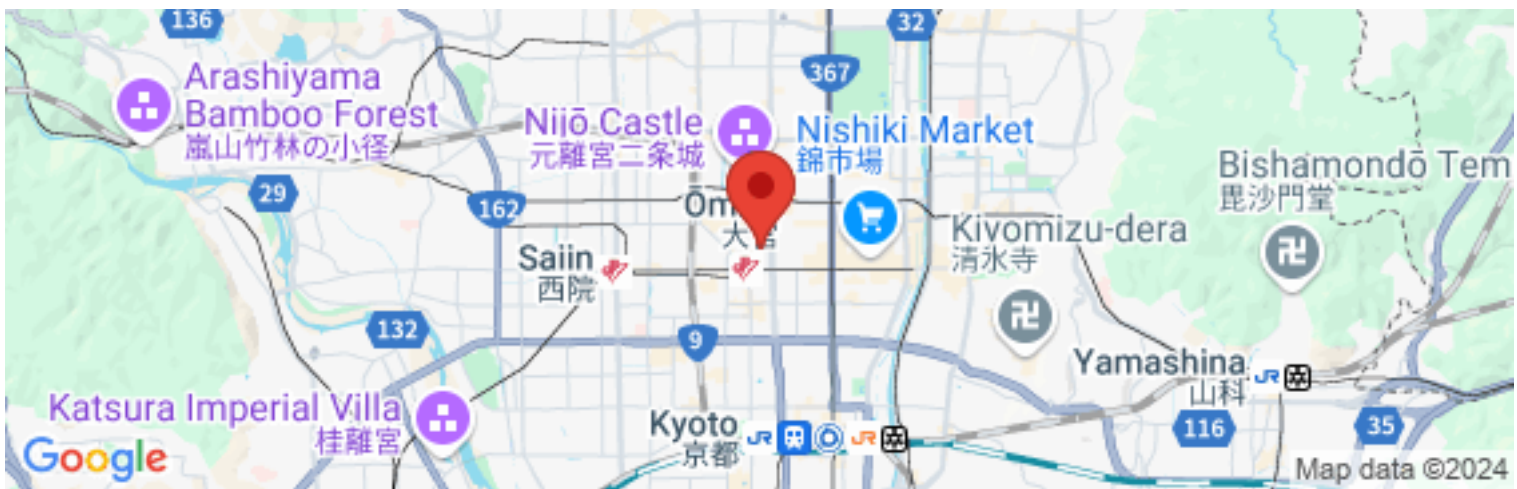 136
32
367
Arashiyama
Bamboo Forest
嵐山竹林の小径
Nijō Castle
元離宮二条城
Nishiki Market
錦市場
Bishamondō Tem
毘沙門堂
29
162
Kiyomizu-dera
清水寺
Saiin
西院
132
9
Yamashina
山科
JR
Katsura Imperial Villa
桂離宮
Kyoto
京都
JR
JR
116
35
Google
Map data ©2024